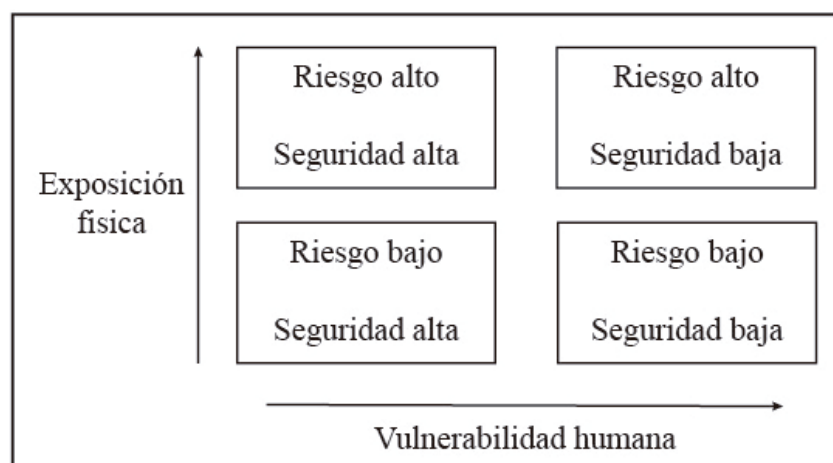 Riesgo alto
Seguridad alta
Riesgo alto
Seguridad baja
Exposición
fisica
Riesgo bajo
Seguridad alta
Riesgo bajo
Seguridad baja
Vulnerabilidad humana